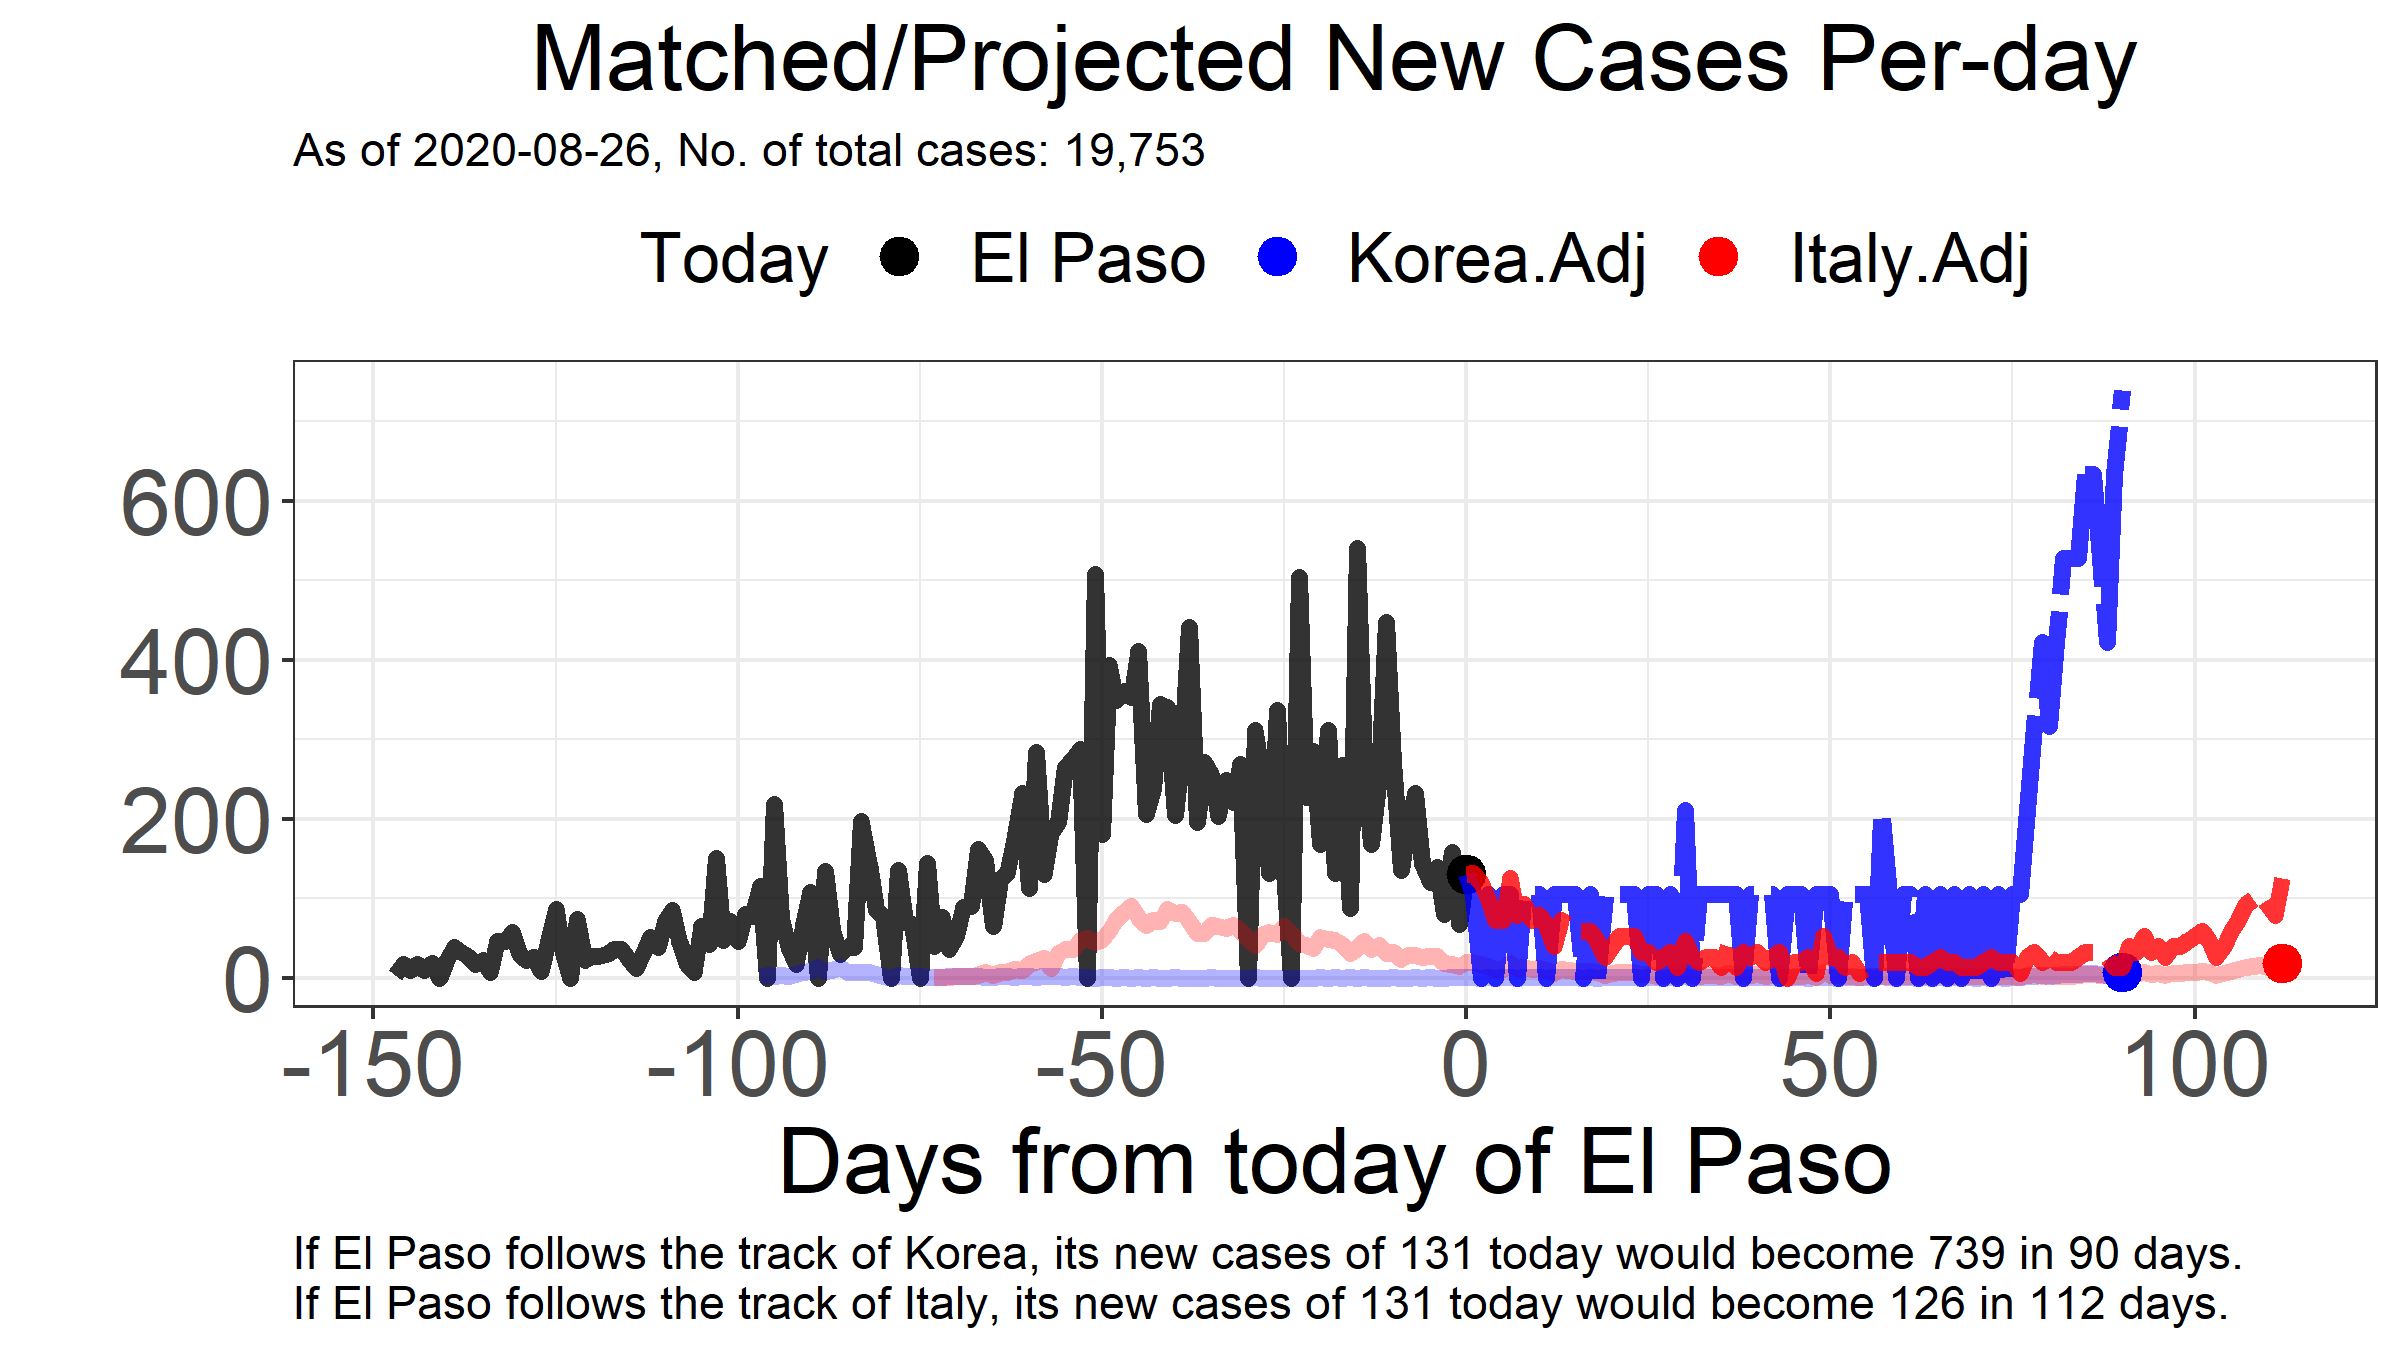 Matched/Projected New Cases Per-day
As of 2020-08-26, No. of total cases: 19,753
Today El Paso Korea.Adj Italy.Adj
600
400
200
0
-150 -100 -50 0 50 100
Days from today of El Paso
If El Paso follows the track of Korea, its new cases of 131 today would become 739 in 90 days.
If El Paso follows the track of Italy, its new cases of 131 today would become 126 in 112 days.